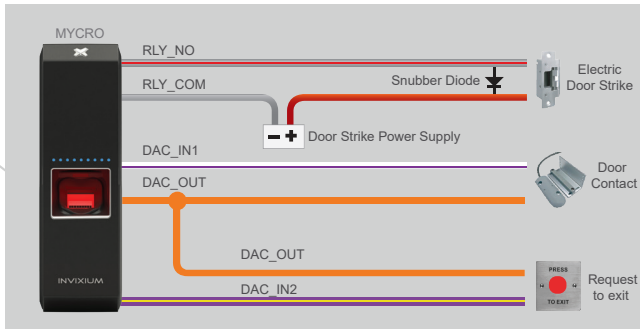 MYCRO
RLY_NO
RLY_COM
Snubber Diode
Electric
Door Strike
Door Strike Power Supply
DAC_IN1
DAC_OUT
Door
Contact
DAC_OUT
DAC_IN2
INVIXIUM
PRESS
TO EXIT
Request
to exit